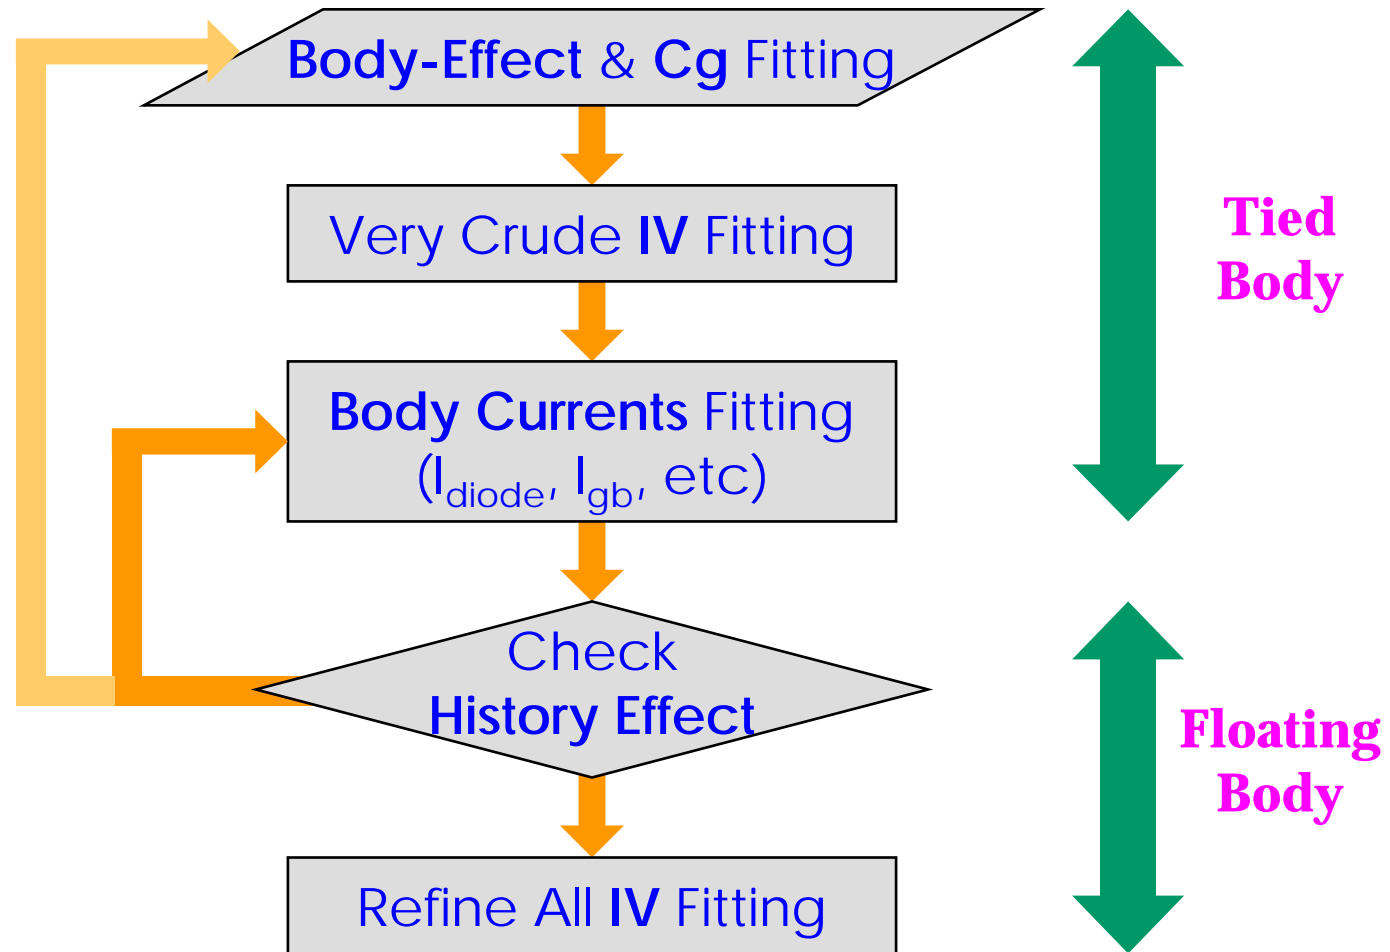 Body-Effect & Cg Fitting
Very Crude IV Fitting
Tied
Body
Body Currents Fitting
(Idiode, Igb, etc)
Check
History Effect
Floating
Body
Refine All IV Fitting